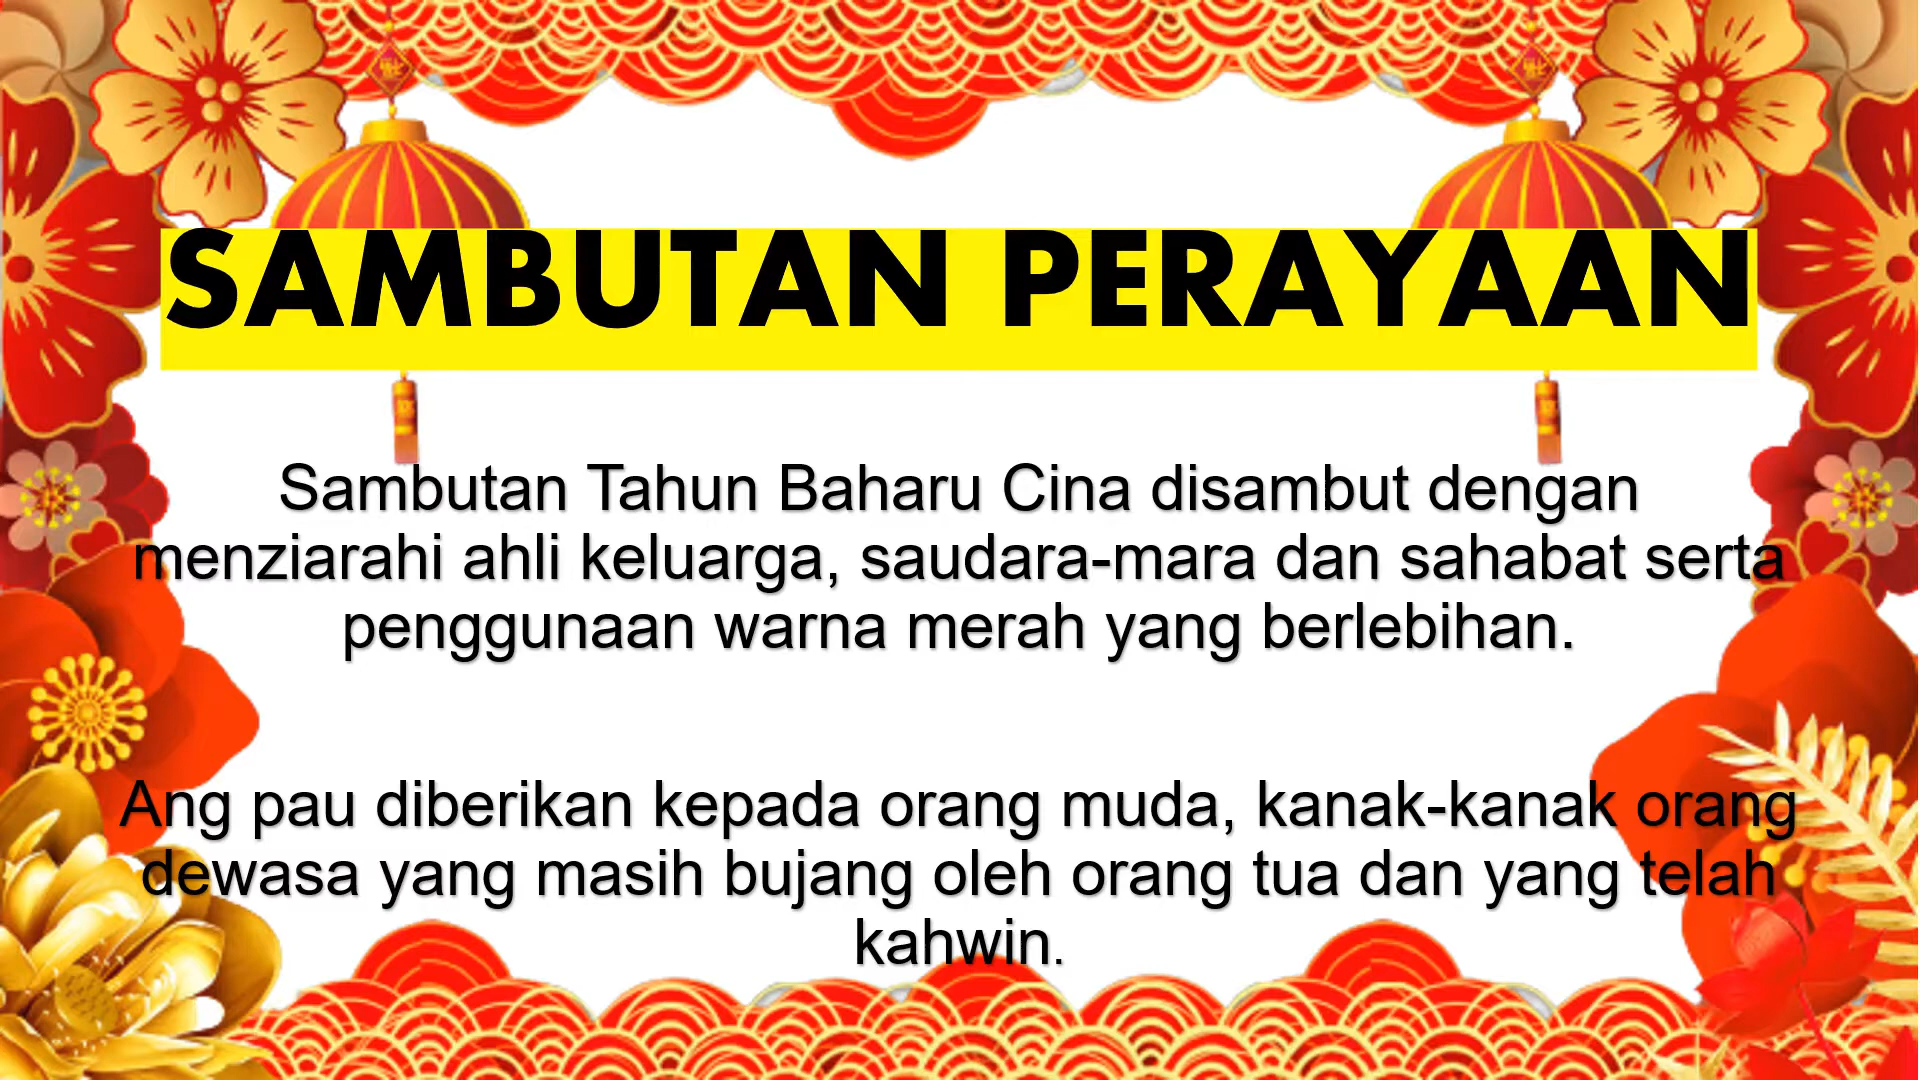 SAMBUTAN PERAYAAN
Sambutan Tahun Baharu Cina disambut dengan
menziarahi ahli keluarga, saudara-mara dan sahabat serta
penggunaan warna merah yang berlebihan.
Ang pau diberikan kepada orang muda, kanak-kanak orang
dewasa yang masih bujang oleh orang tua dan yang telah
kahwin.